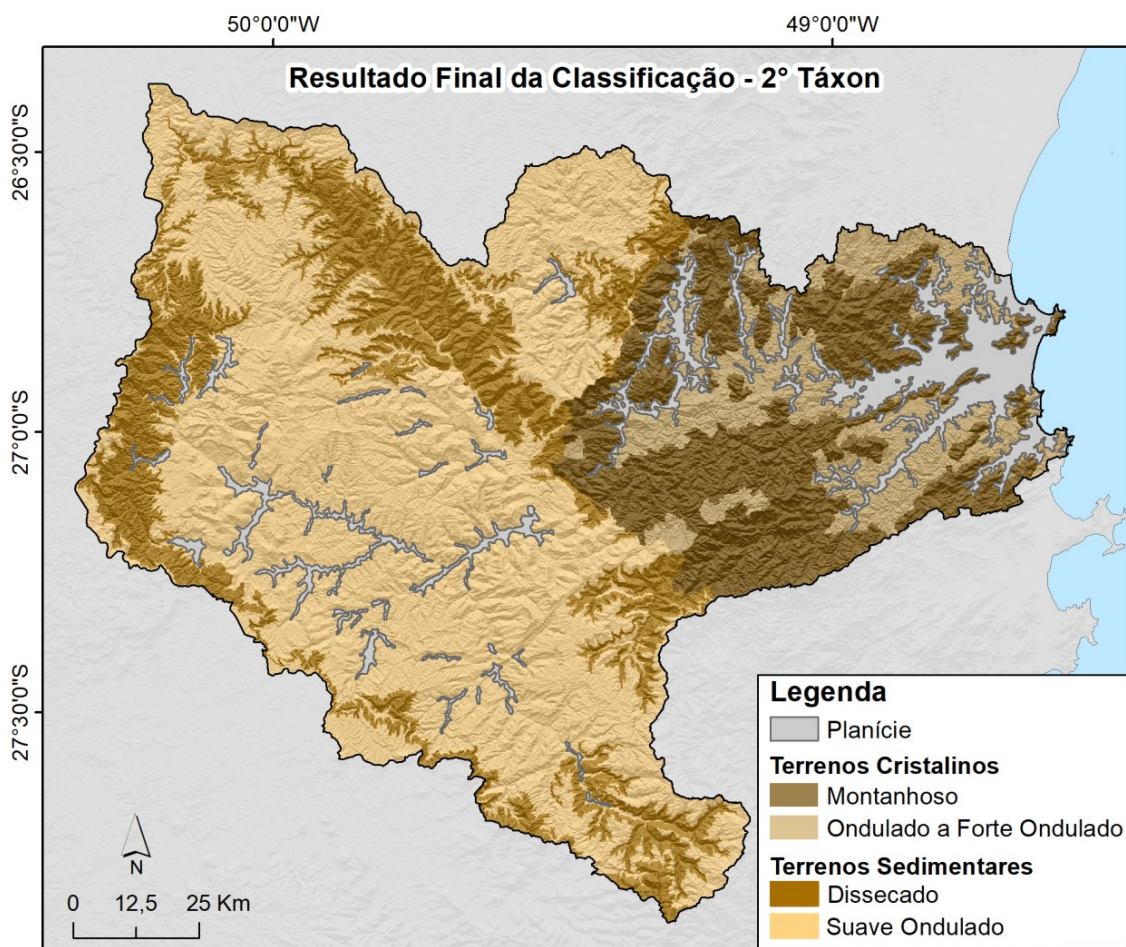 50°0'0"W
49°0'0"W
Resultado Final da Classificação - 2° Táxon
26°30'0"S
27°0'0"S
27°30'0"S
Legenda
Planície
Terrenos Cristalinos
Montanhoso
Ondulado a Forte Ondulado
Terrenos Sedimentares
Dissecado
Suave Ondulado
N
0 12,5 25 Km